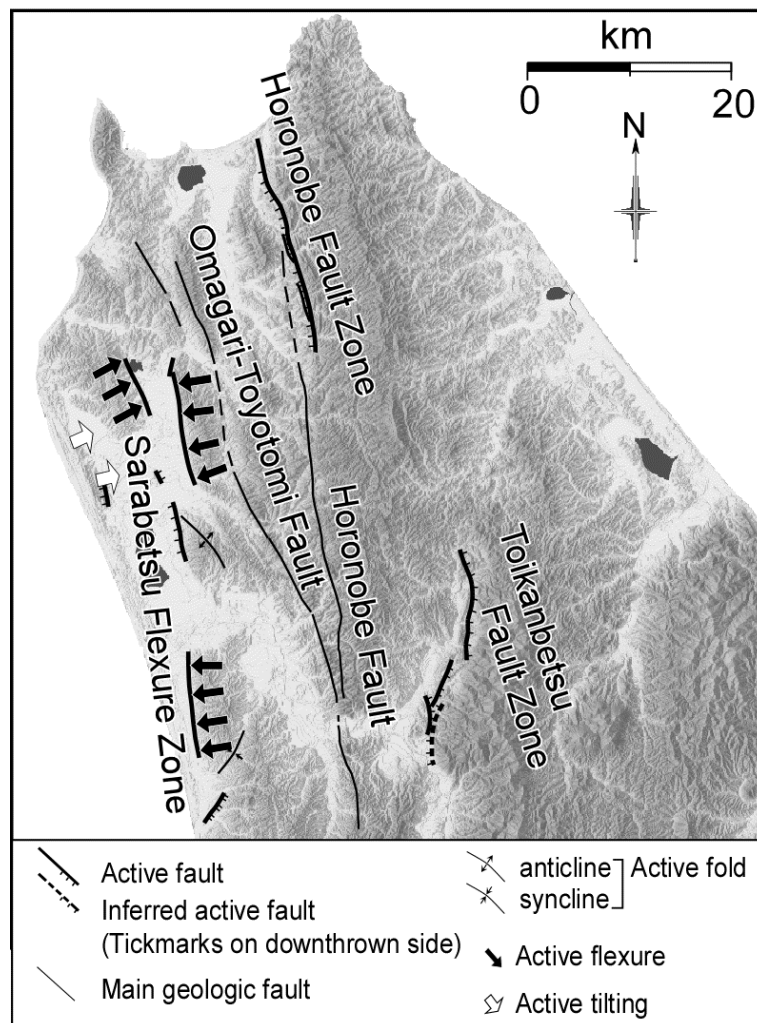 km
0 20
N
Horonobe Fault Zone
Omagari-Toyotomi Fault
Sarabetsu Flexure Zone
Horonobe Fault
Toikanbetsu
Fault Zone
Active fault
Inferred active fault
(Tickmarks on downthrown side)
Main geologic fault
anticline
syncline
Active fold
Active flexure
Active tilting